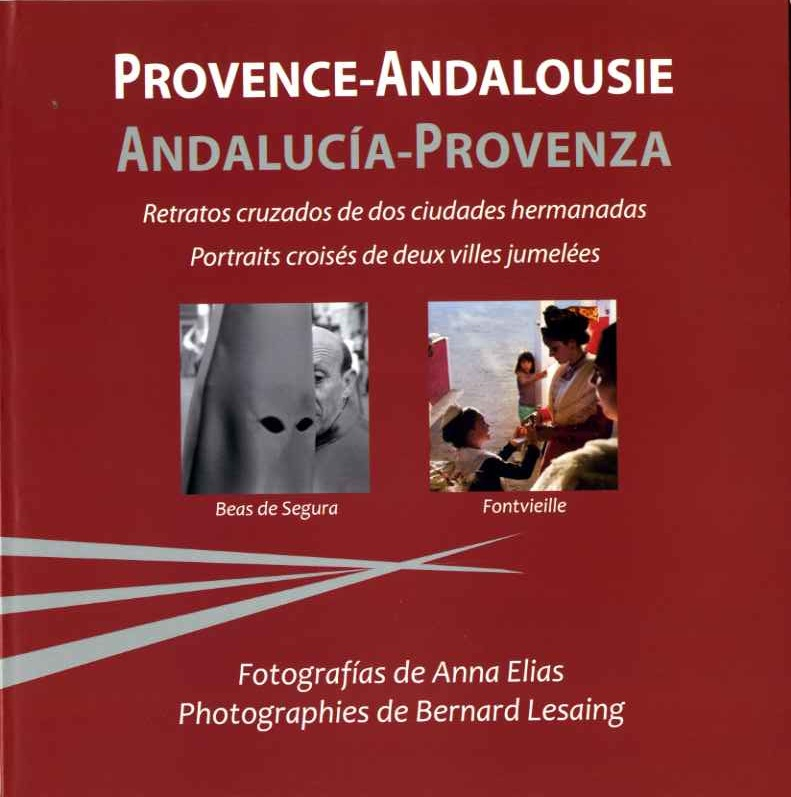 PROVENCE-ANDALOUSIE
ANDALUCÍA-PROVENZA
Retratos cruzados de dos ciudades hermanadas
Portraits croisés de deux villes jumelées
Beas de Segura
Fontvieille
Fotografías de Anna Elias
Photographies de Bernard Lesaing